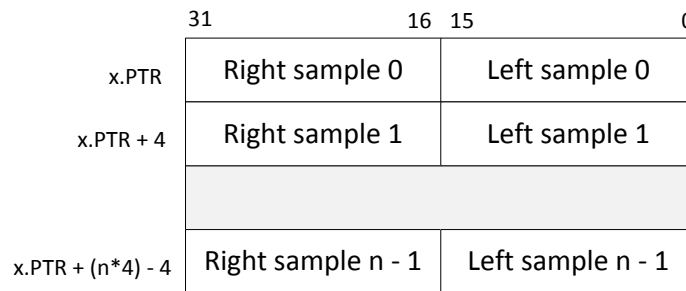 31 16 15 0
x.PTR Right sample 0 Left sample 0
x.PTR + 4 Right sample 1 Left sample 1
x.PTR + (n*4) - 4 Right sample n - 1 Left sample n - 1